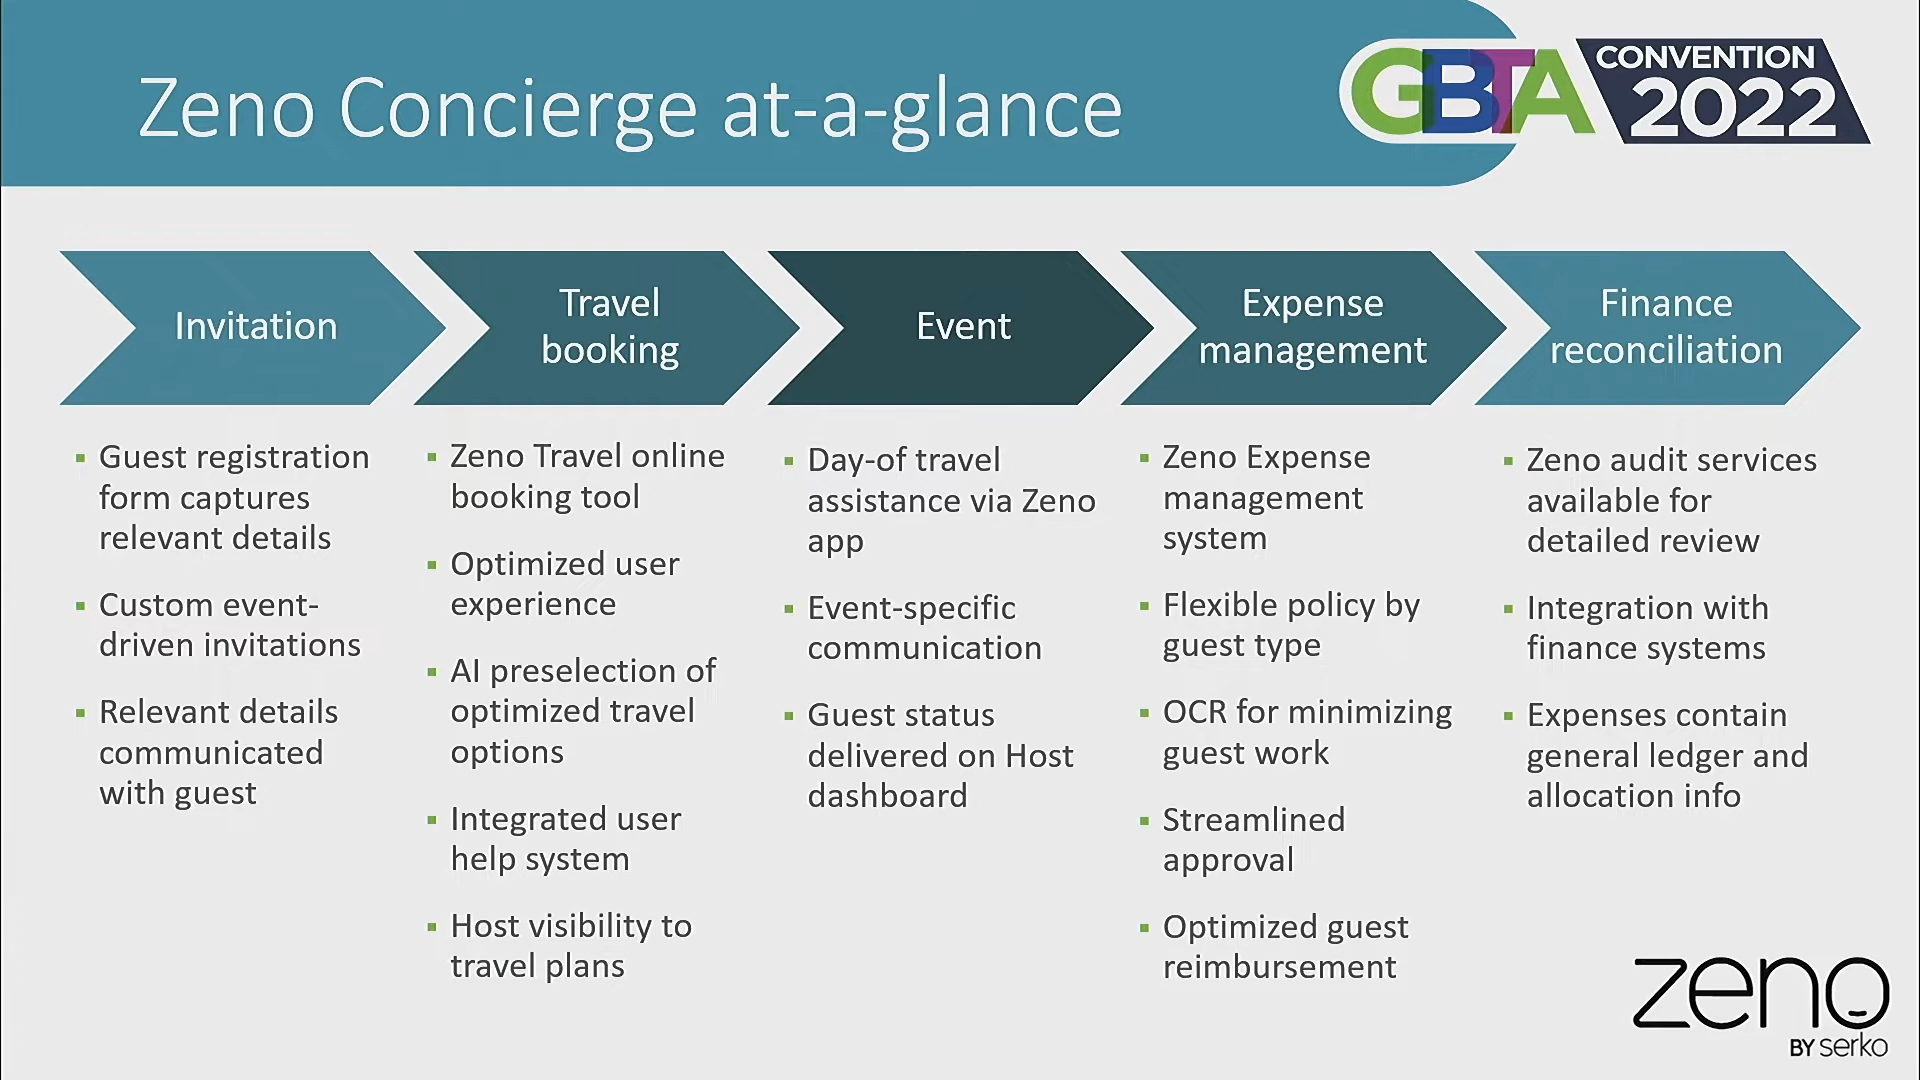 Zeno Concierge at-a-glance
GBTA
CONVENTION
2022
Invitation
Travel
booking
Event
Expense
management
Finance
reconciliation
▪ Guest registration
form captures
relevant details
▪ Custom event-
driven invitations
▪ Relevant details
communicated
with guest
▪ Zeno Travel online
booking tool
▪ Optimized user
experience
▪ AI preselection of
optimized travel
options
▪ Integrated user
help system
▪ Host visibility to
travel plans
▪ Day-of travel
assistance via Zeno
app
▪ Event-specific
communication
▪ Guest status
delivered on Host
dashboard
▪ Zeno Expense
management
system
▪ Flexible policy by
guest type
▪ OCR for minimizing
guest work
▪ Streamlined
approval
▪ Optimized guest
reimbursement
▪ Zeno audit services
available for
detailed review
▪ Integration with
finance systems
▪ Expenses contain
general ledger and
allocation info
zeno
BY serko